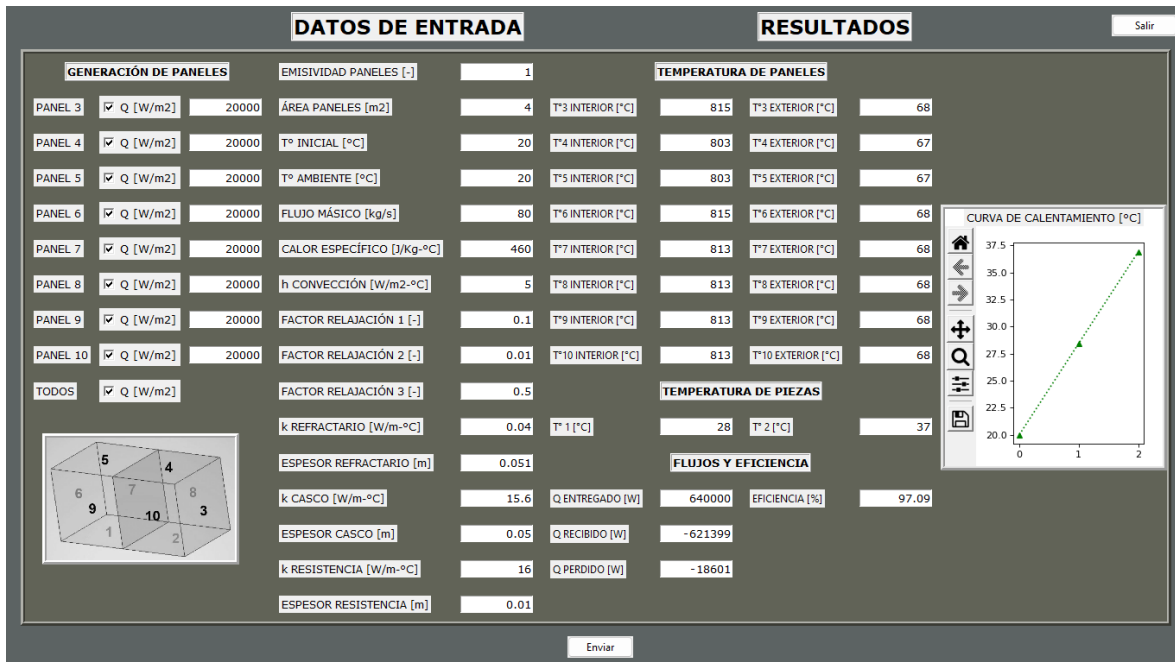 DATOS DE ENTRADA RESULTADOS Salir
GENERACIÓN DE PANELES EMISIVIDAD PANELES [-] 1 TEMPERATURA DE PANELES
PANEL 3 Q [W/m2] 20000 ÁREA PANELES [m2] 4 T°3 INTERIOR [°C] 815 T°3 EXTERIOR [°C] 68
PANEL 4 Q [W/m2] 20000 Tº INICIAL [ºC] 20 T°4 INTERIOR [°C] 803 T°4 EXTERIOR [°C] 67
PANEL 5 Q [W/m2] 20000 Tº AMBIENTE [ºC] 20 T°5 INTERIOR [°C] 803 T°5 EXTERIOR [°C] 67
PANEL 6 Q [W/m2] 20000 FLUJO MÁSICO [kg/s] 80 T°6 INTERIOR [°C] 815 T°6 EXTERIOR [°C] 68
PANEL 7 Q [W/m2] 20000 CALOR ESPECÍFICO [J/Kg-ºC] 460 T°7 INTERIOR [°C] 813 T°7 EXTERIOR [°C] 68
PANEL 8 Q [W/m2] 20000 h CONVECCIÓN [W/m2-ºC] 5 T°8 INTERIOR [°C] 813 T°8 EXTERIOR [°C] 68
PANEL 9 Q [W/m2] 20000 FACTOR RELAJACIÓN 1 [-] 0.1 T°9 INTERIOR [°C] 813 T°9 EXTERIOR [°C] 68
PANEL 10 Q [W/m2] 20000 FACTOR RELAJACIÓN 2 [-] 0.01 T°10 INTERIOR [°C] 813 T°10 EXTERIOR [°C] 68
TODOS Q [W/m2] FACTOR RELAJACIÓN 3 [-] 0.5 TEMPERATURA DE PIEZAS
k REFRACTARIO [W/m-ºC] 0.04 T° 1 [°C] 28 T° 2 [°C] 37
ESPESOR REFRACTARIO [m] 0.051 FLUJOS Y EFICIENCIA
k CASCO [W/m-ºC] 15.6 Q ENTREGADO [W] 640000 EFICIENCIA [%] 97.09
ESPESOR CASCO [m] 0.05 Q RECIBIDO [W] -621399
k RESISTENCIA [W/m-ºC] 16 Q PERDIDO [W] -18601
ESPESOR RESISTENCIA [m] 0.01
5 4
6 7 8
9 10 3
1 2
CURVA DE CALENTAMIENTO [°C]
37.5
35.0
32.5
30.0
27.5
25.0
22.5
20.0
0 1 2
Enviar